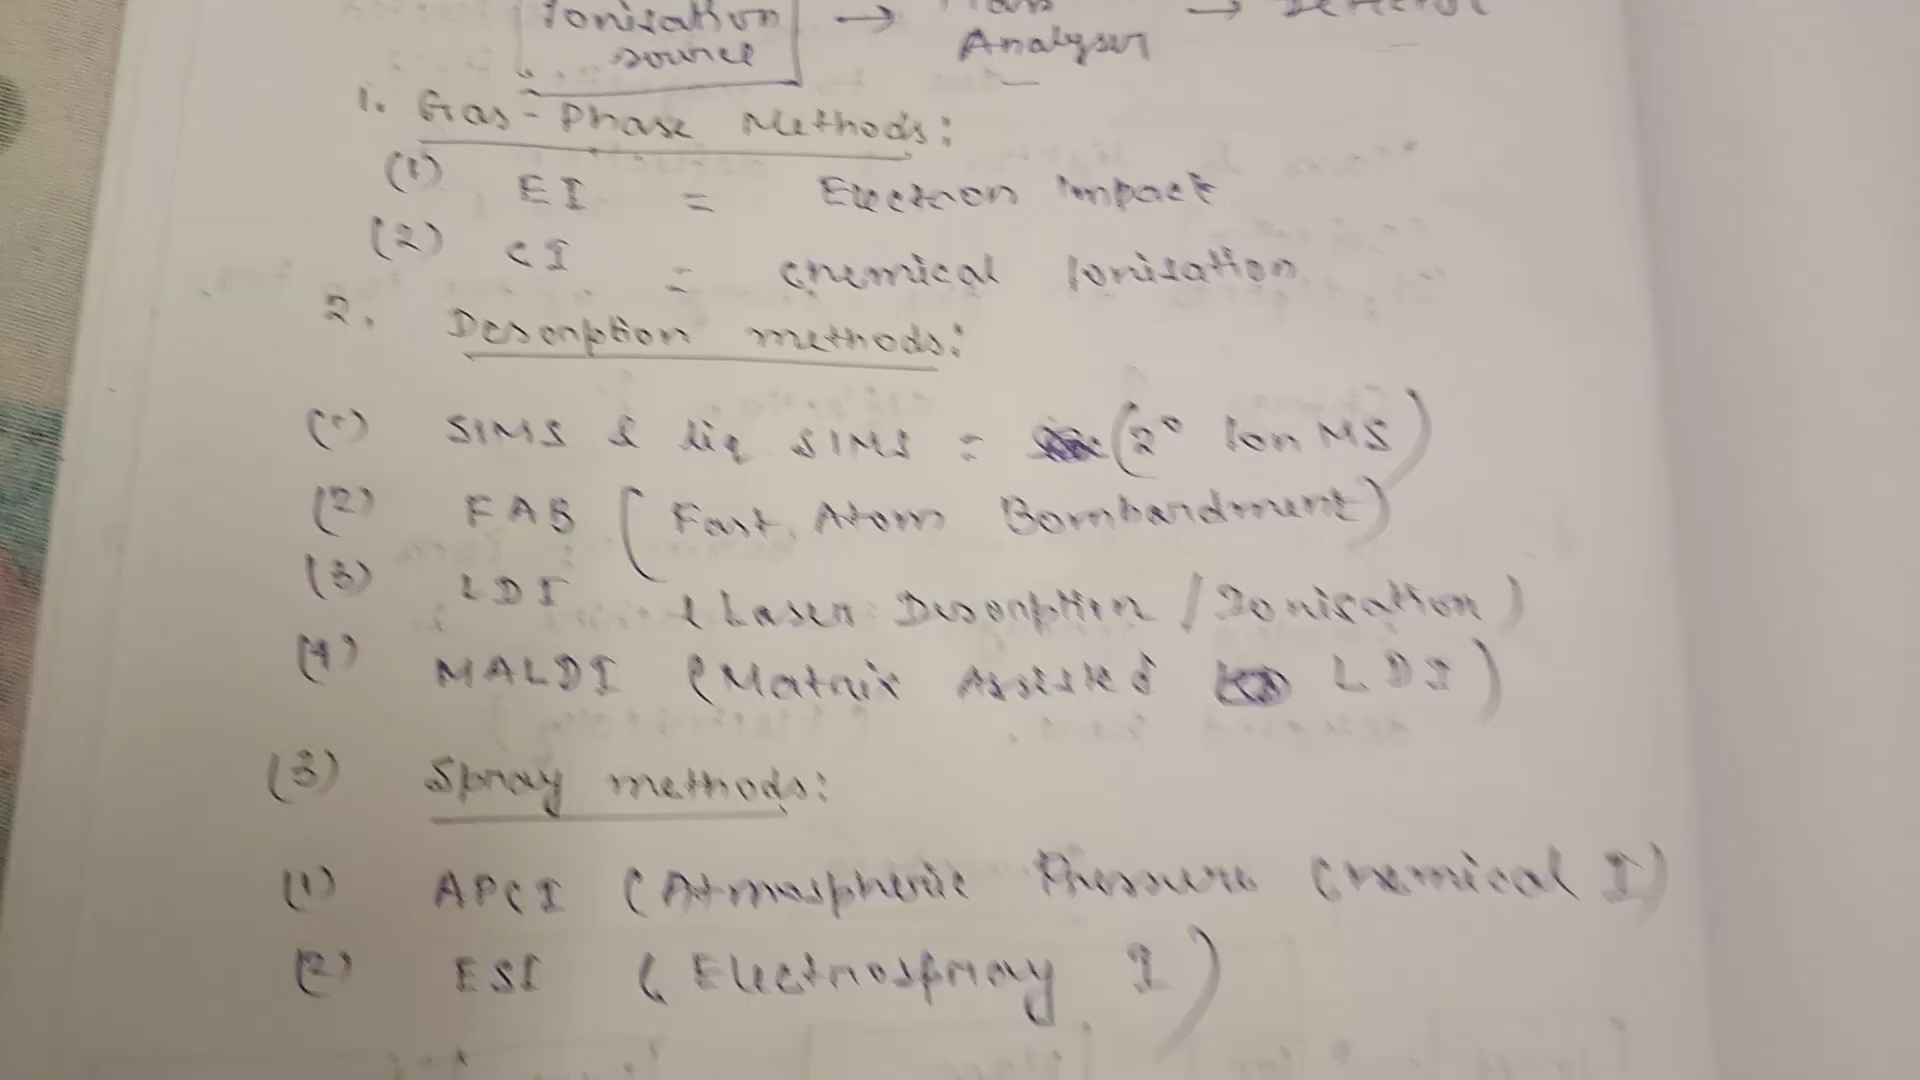 Ionisation → Mass → Detector
source Analyser
1. Gas-Phase Methods:
(1) EI = Electron Impact
(2) CI = Chemical Ionisation
2. Desorption methods:
(1) SIMS & liq SIMS = (2° Ion MS)
(2) FAB (Fast Atom Bombardment)
(3) LDI (Laser Desorption / Ionisation)
(4) MALDI (Matrix Assisted LDI)
(3) Spray methods:
(1) APCI (Atmospheric Pressure Chemical I)
(2) ESI (Electrospray I)